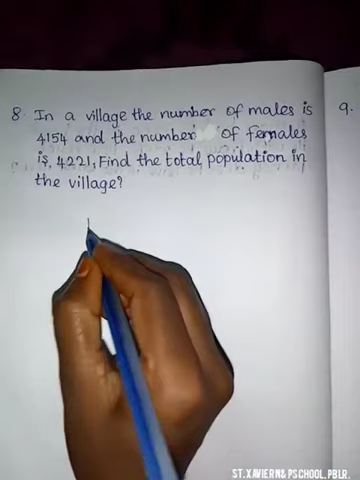 8. In a village the number of males is
4154 and the number of females
is 4221, Find the total population in
the village?
9.
ST.XAVIER N& P SCHOOL.PBLR.